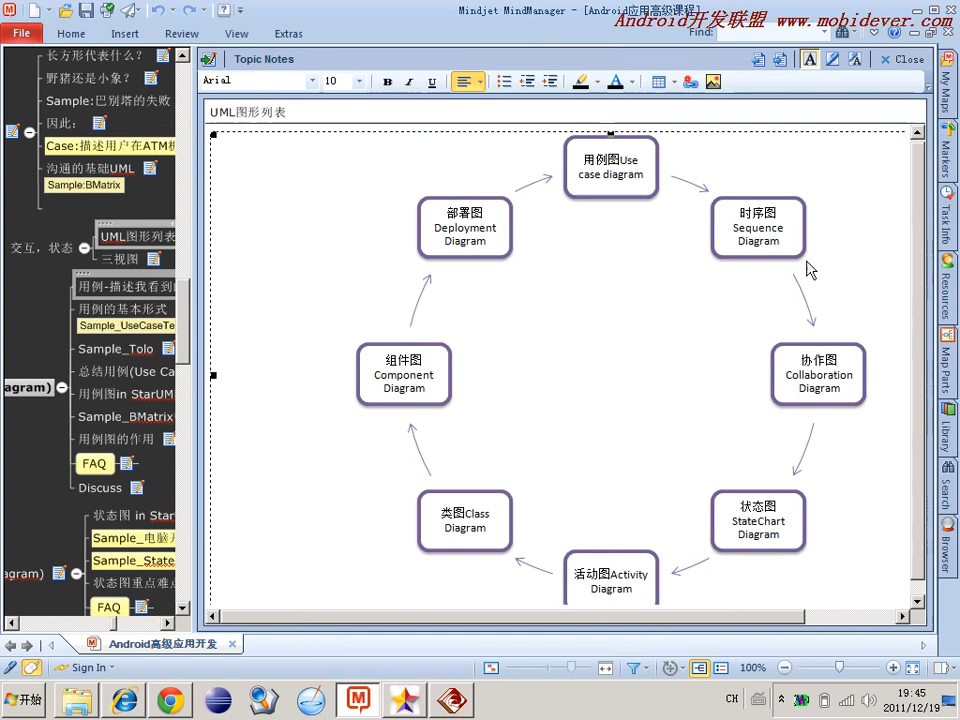 Mindjet MindManager - [Android应用高级课程]
Android开发联盟 www.mobidever.com
File
Home
Insert
Review
View
Extras
Find:
长方形代表什么？
野猪还是小象？
Sample:巴别塔的失败
因此：
Case:描述用户在ATM机
沟通的基础UML
Sample:BMatrix
交互，状态
UML图形列表
三视图
用例-描述我看到
用例的基本形式
Sample_UseCaseTe
Sample_Tolo
agram)
总结用例(Use Ca
用例图in StarUM
Sample_BMatrix
用例图的作用
FAQ
Discuss
状态图 in Star
Sample_电脑开
Sample_State
agram)
状态图重点难点
FAQ
Topic Notes
Close
Arial
10
B
I
U
UML图形列表
用例图Use
case diagram
时序图
Sequence
Diagram
协作图
Collaboration
Diagram
状态图
StateChart
Diagram
活动图Activity
Diagram
类图Class
Diagram
组件图
Component
Diagram
部署图
Deployment
Diagram
My Maps
Markers
Task Info
Resources
Map Parts
Library
Search
Browser
Android高级应用开发
Sign In
100%
开始
CH
19:45
2011/12/19